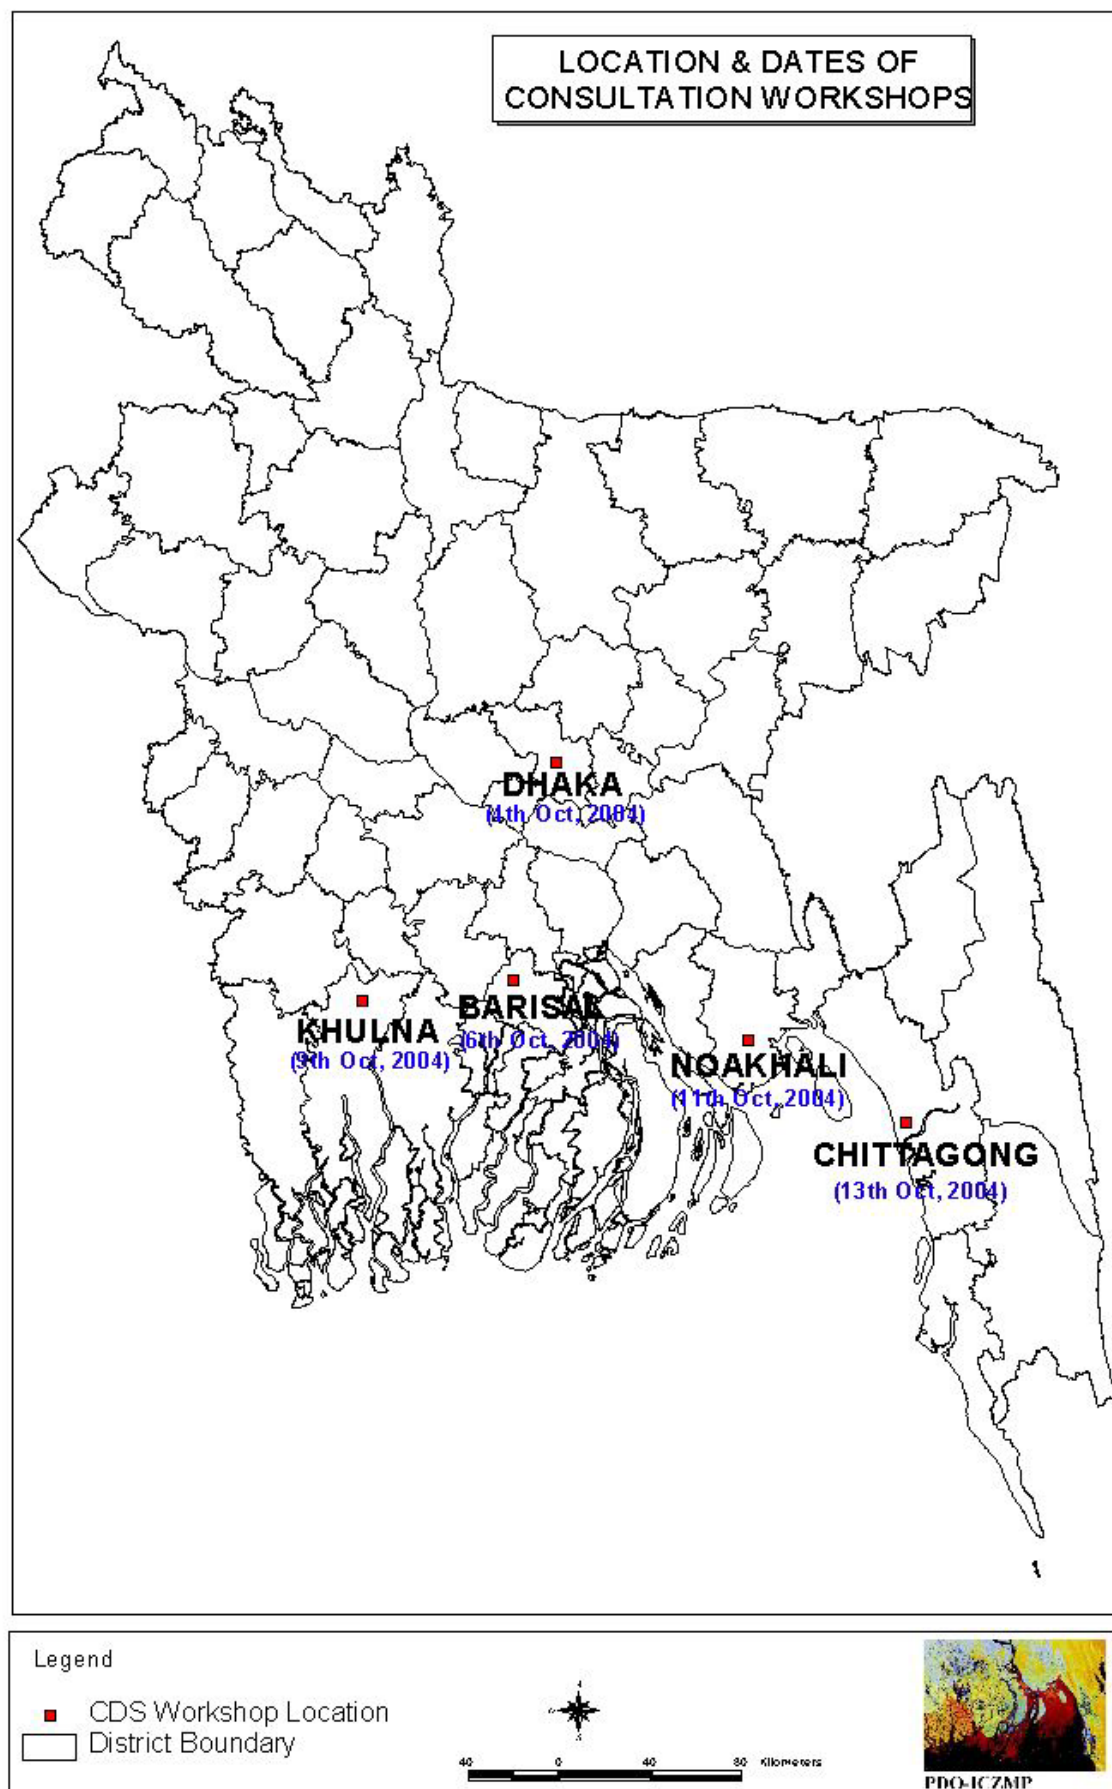 LOCATION & DATES OF
CONSULTATION WORKSHOPS
DHAKA
(4th Oct, 2004)
BARISAL
(6th Oct, 2004)
KHULNA
(9th Oct, 2004)
NOAKHALI
(11th Oct, 2004)
CHITTAGONG
(13th Oct, 2004)
Legend
CDS Workshop Location
District Boundary
40 0 40 80 Kilometers
PDO-ICZMP